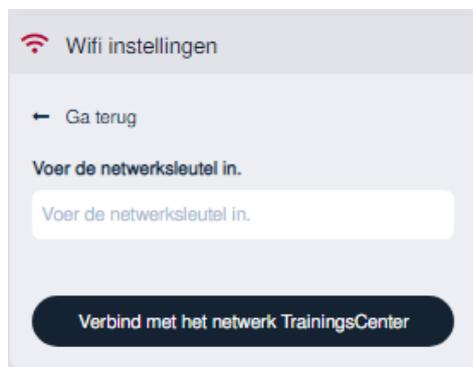 Wifi instellingen
Ga terug
Voer de netwerksleutel in.
Voer de netwerksleutel in.
Verbind met het netwerk TrainingsCenter